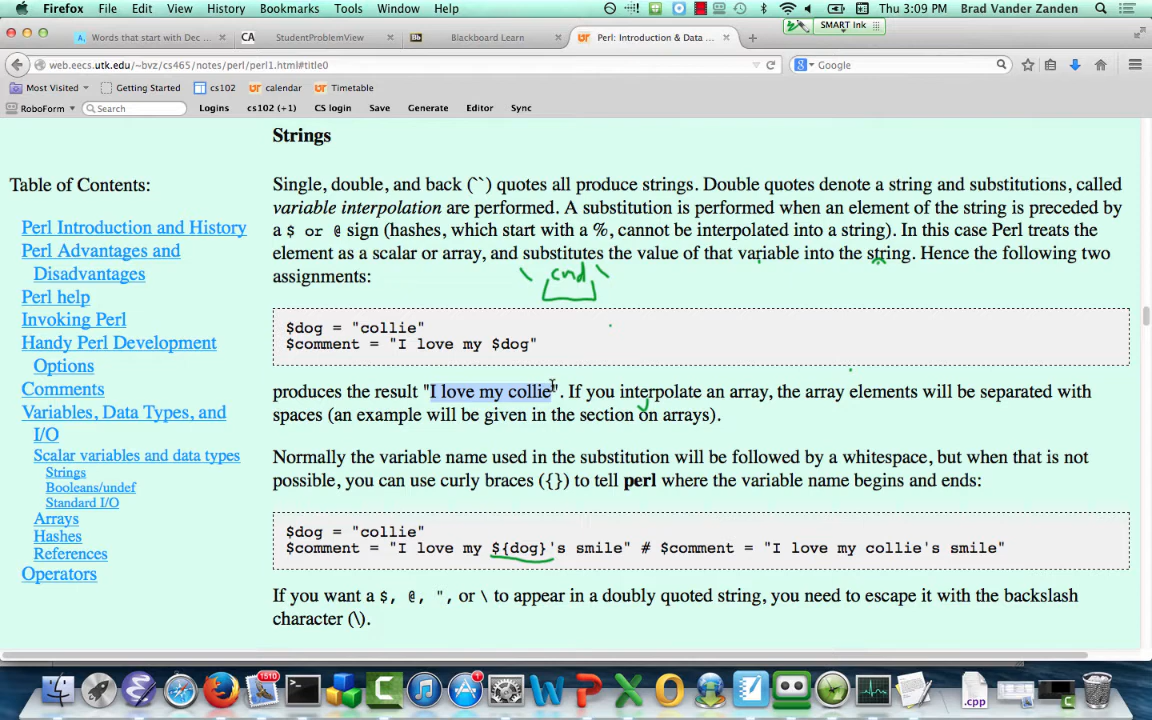 Firefox File Edit View History Bookmarks Tools Window Help Thu 3:09 PM Brad Vander Zanden
Perl: Introduction & Data ...
SMART Ink
Words that start with Dec ... CA StudentProblemView Bb Blackboard Learn Perl: Introduction & Data ...
web.eecs.utk.edu/~bvz/cs465/notes/perl/perl1.html#title0 Google
Most Visited Getting Started cs102 calendar Timetable
RoboForm Search Logins cs102 (+1) CS login Save Generate Editor Sync
Table of Contents:
Perl Introduction and History
Perl Advantages and
Disadvantages
Perl help
Invoking Perl
Handy Perl Development
Options
Comments
Variables, Data Types, and
I/O
Scalar variables and data types
Strings
Booleans/undef
Standard I/O
Arrays
Hashes
References
Operators
Strings
Single, double, and back (``) quotes all produce strings. Double quotes denote a string and substitutions, called
variable interpolation are performed. A substitution is performed when an element of the string is preceded by
a $ or @ sign (hashes, which start with a %, cannot be interpolated into a string). In this case Perl treats the
element as a scalar or array, and substitutes the value of that variable into the string. Hence the following two
assignments:
\ cmd \
$dog = "collie"
$comment = "I love my $dog"
produces the result "I love my collie". If you interpolate an array, the array elements will be separated with
spaces (an example will be given in the section on arrays).
Normally the variable name used in the substitution will be followed by a whitespace, but when that is not
possible, you can use curly braces ({}) to tell perl where the variable name begins and ends:
$dog = "collie"
$comment = "I love my ${dog}'s smile" # $comment = "I love my collie's smile"
If you want a $, @, ", or \ to appear in a doubly quoted string, you need to escape it with the backslash
character (\).
1510
.cpp